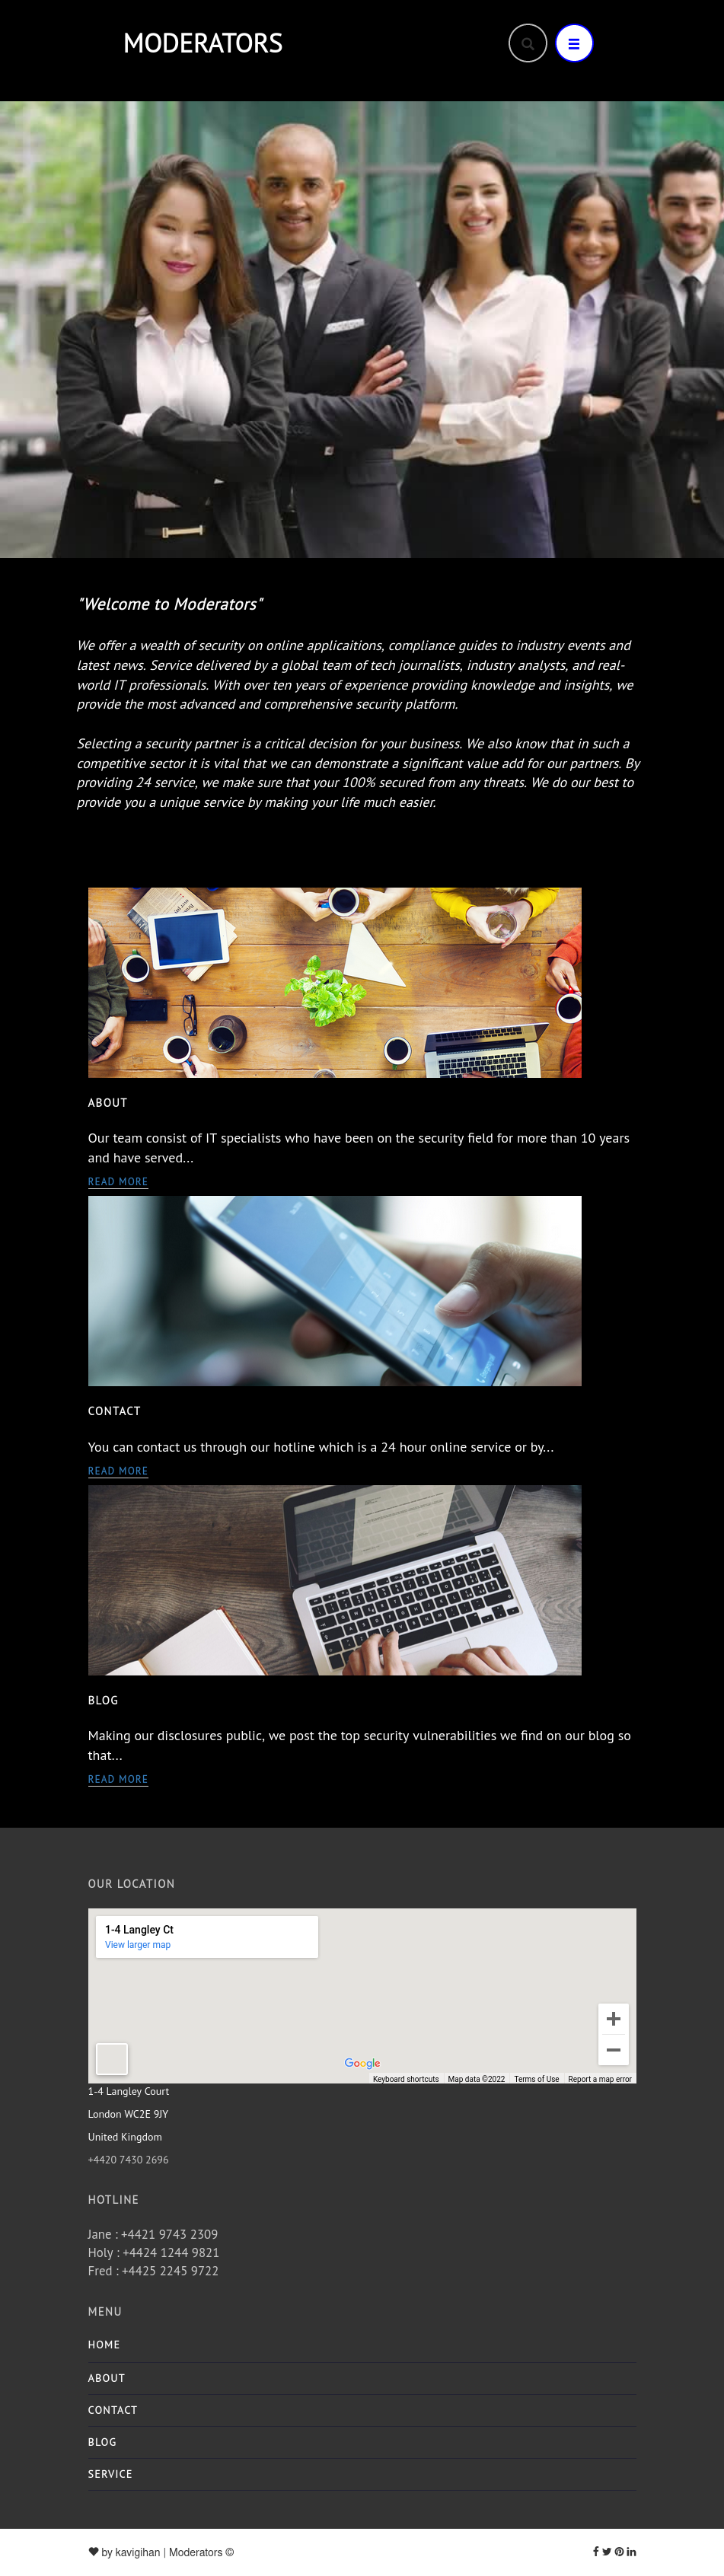 MODERATORS
"Welcome to Moderators"
We offer a wealth of security on online applicaitions, compliance guides to industry events and
latest news. Service delivered by a global team of tech journalists, industry analysts, and real-
world IT professionals. With over ten years of experience providing knowledge and insights, we
provide the most advanced and comprehensive security platform.
Selecting a security partner is a critical decision for your business. We also know that in such a
competitive sector it is vital that we can demonstrate a significant value add for our partners. By
providing 24 service, we make sure that your 100% secured from any threats. We do our best to
provide you a unique service by making your life much easier.
ABOUT
Our team consist of IT specialists who have been on the security field for more than 10 years
and have served...
READ MORE
CONTACT
You can contact us through our hotline which is a 24 hour online service or by...
READ MORE
BLOG
Making our disclosures public, we post the top security vulnerabilities we find on our blog so
that...
READ MORE
OUR LOCATION
1-4 Langley Ct
View larger map
Google
Keyboard shortcuts Map data ©2022 Terms of Use Report a map error
1-4 Langley Court
London WC2E 9JY
United Kingdom
+4420 7430 2696
HOTLINE
Jane : +4421 9743 2309
Holy : +4424 1244 9821
Fred : +4425 2245 9722
MENU
HOME
ABOUT
CONTACT
BLOG
SERVICE
by kavigihan | Moderators ©